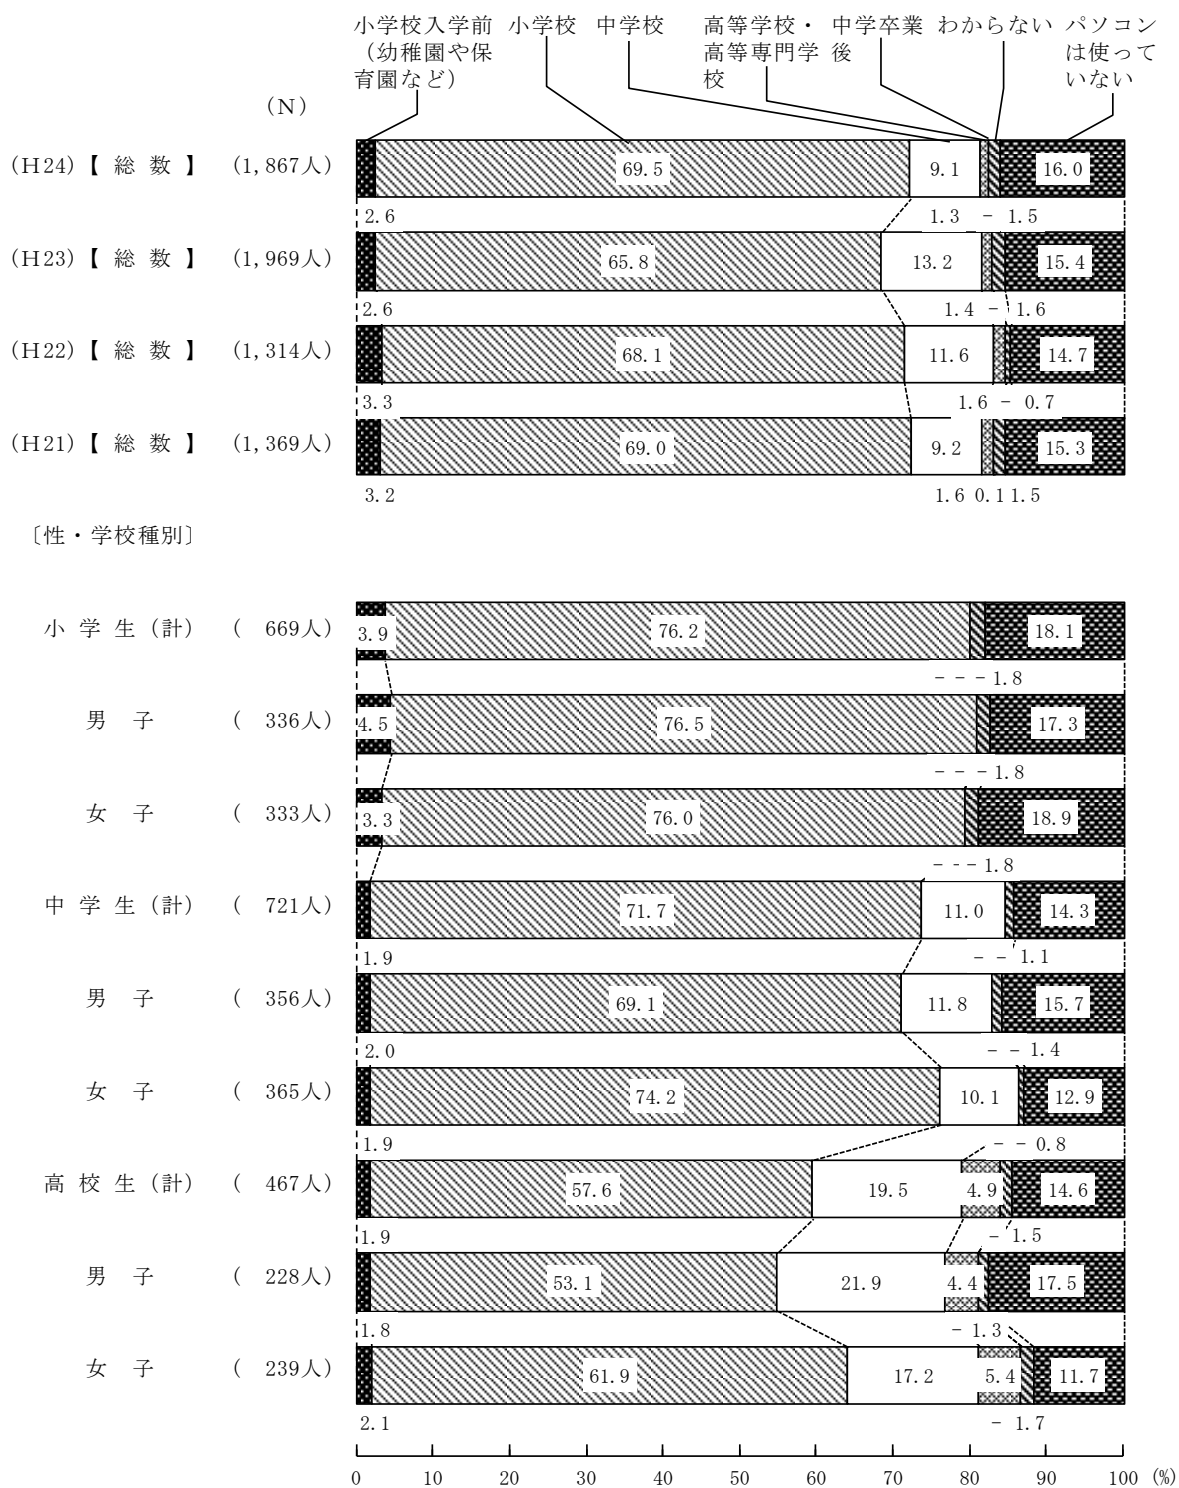 小学校入学前 小学校 中学校 高等学校・ 中学卒業 わからない パソコン
（幼稚園や保 高等専門学 後 は使って
育園など） 校 いない
（N）
（H24）【 総 数 】 （1,867人） 69.5 9.1 16.0
2.6 1.3 － 1.5
（H23）【 総 数 】 （1,969人） 65.8 13.2 15.4
2.6 1.4 － 1.6
（H22）【 総 数 】 （1,314人） 68.1 11.6 14.7
3.3 1.6 － 0.7
（H21）【 総 数 】 （1,369人） 69.0 9.2 15.3
3.2 1.6 0.1 1.5
〔性・学校種別〕
小 学 生（計） （ 669人） 3.9 76.2 18.1
－ － － 1.8
男 子 （ 336人） 4.5 76.5 17.3
－ － － 1.8
女 子 （ 333人） 3.3 76.0 18.9
－ － － 1.8
中 学 生（計） （ 721人） 71.7 11.0 14.3
1.9 － － 1.1
男 子 （ 356人） 69.1 11.8 15.7
2.0 － － 1.4
女 子 （ 365人） 74.2 10.1 12.9
1.9 － － 0.8
高 校 生（計） （ 467人） 57.6 19.5 4.9 14.6
1.9 － 1.5
男 子 （ 228人） 53.1 21.9 4.4 17.5
1.8 － 1.3
女 子 （ 239人） 61.9 17.2 5.4 11.7
2.1 － 1.7
0 10 20 30 40 50 60 70 80 90 100 (%)